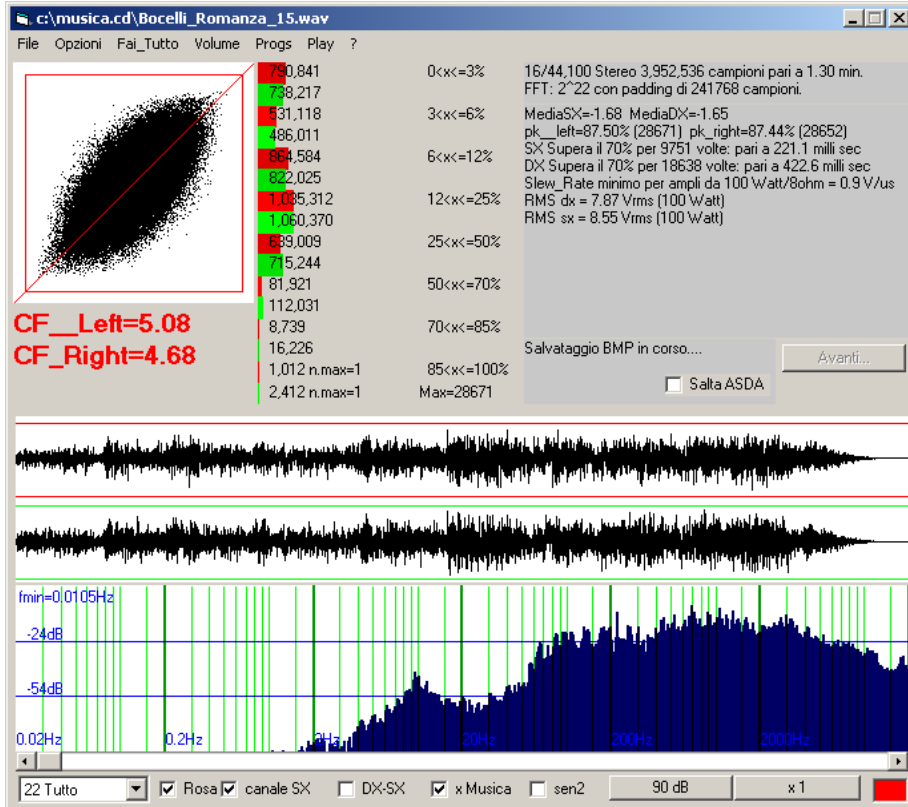 c:\musica.cd\Bocelli_Romanza_15.wav
File Opzioni Fai_Tutto Volume Progs Play ?
790,841 0<x<=3%
738,217
531,118 3<x<=6%
486,011
664,584 6<x<=12%
822,025
1,035,312 12<x<=25%
1,060,370
639,009 25<x<=50%
715,244
81,921 50<x<=70%
112,031
8,739 70<x<=85%
16,226
1,012 n.max=1 85<x<=100%
2,412 n.max=1 Max=28671
CF__Left=5.08
CF_Right=4.68
16/44,100 Stereo 3,952,536 campioni pari a 1.30 min.
FFT: 2^22 con padding di 241768 campioni.
MediaSX=-1.68 MediaDX=-1.65
pk__left=87.50% (28671) pk_right=87.44% (28652)
SX Supera il 70% per 9751 volte: pari a 221.1 milli sec
DX Supera il 70% per 18638 volte: pari a 422.6 milli sec
Slew_Rate minimo per ampli da 100 Watt/8ohm = 0.9 V/us
RMS dx = 7.87 Vrms (100 Watt)
RMS sx = 8.55 Vrms (100 Watt)
Salvataggio BMP in corso....
Avanti...
Salta ASDA
fmin=0.0105Hz
-24dB
-54dB
0.02Hz 0.2Hz 2Hz 20Hz 200Hz 2000Hz
22 Tutto Rosa canale SX DX-SX x Musica sen2 90 dB x 1